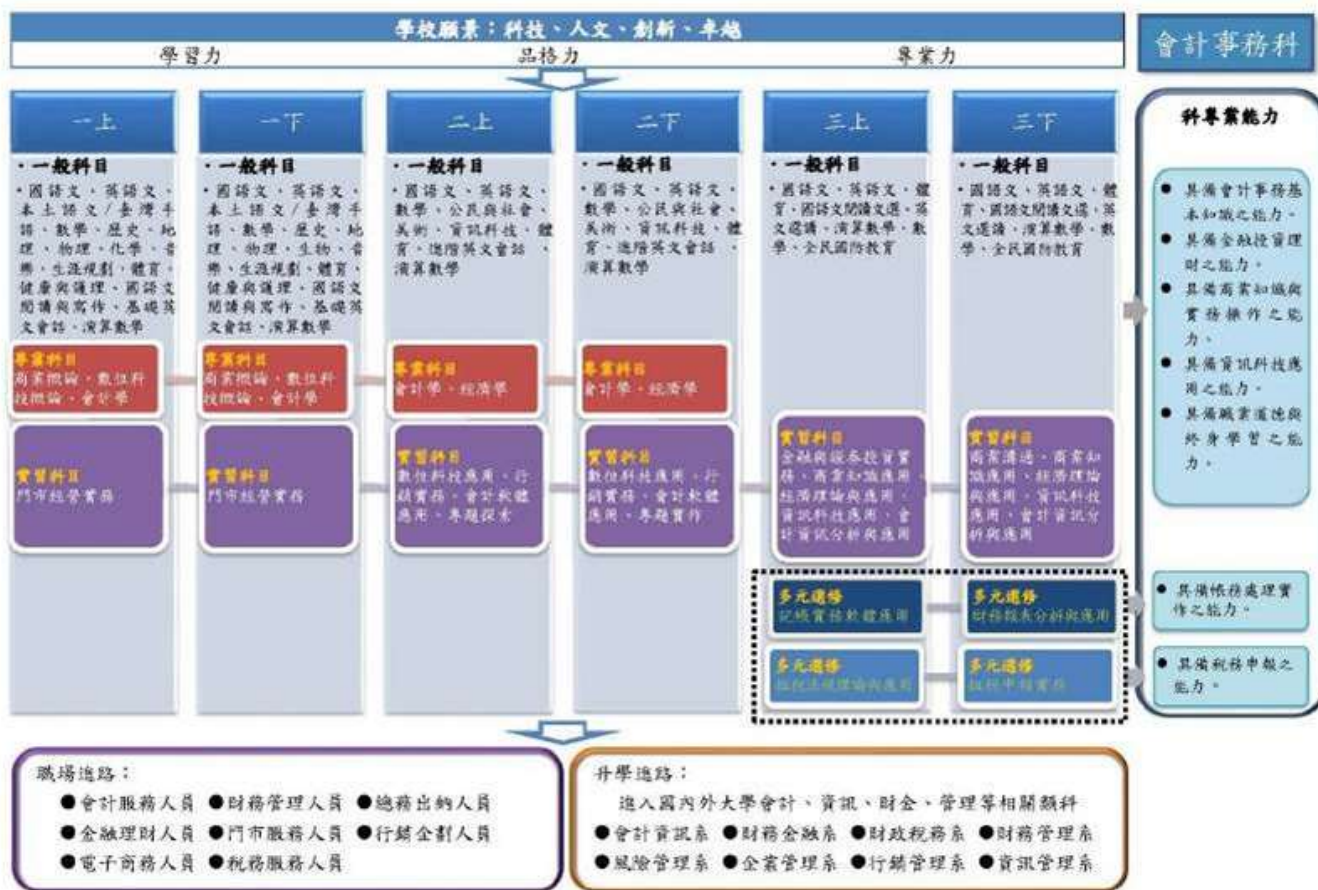 學校願景：科技、人文、創新、卓越
學習力
品格力
專業力
會計事務科
一上
・一般科目
・國語文、英語文、
本土語文/臺灣手
語、數學、歷史、地
理、物理、化學、音
樂、生涯規劃、體育、
健康與護理、國語文
閱讀與寫作、基礎英
文會話、演算數學
專業科目
商業概論、數位科
技概論、會計學
實習科目
門市經營實務
一下
・一般科目
・國語文、英語文、
本土語文/臺灣手
語、數學、歷史、地
理、物理、生物、音
樂、生涯規劃、體育、
健康與護理、國語文
閱讀與寫作、基礎英
文會話、演算數學
專業科目
商業概論、數位科
技概論、會計學
實習科目
門市經營實務
二上
・一般科目
・國語文、英語文、
數學、公民與社會、
美術、資訊科技、體
育、進階英文會話、
演算數學
專業科目
會計學、經濟學
實習科目
數位科技應用、行
銷實務、會計軟體
應用、專題探索
二下
・一般科目
・國語文、英語文、
數學、公民與社會、
美術、資訊科技、體
育、進階英文會話、
演算數學
專業科目
會計學、經濟學
實習科目
數位科技應用、行
銷實務、會計軟體
應用、專題實作
三上
・一般科目
・國語文、英語文、體
育、國語文閱讀文選、英
文選讀、演算數學、數
學、全民國防教育
實習科目
金融與證券投資實
務、商業知識應用、
經濟理論與應用、
資訊科技應用、會
計資訊分析與應用
多元選修
記帳實務軟體應用
多元選修
租稅法規理論與應用
三下
・一般科目
・國語文、英語文、體
育、國語文閱讀文選、英
文選讀、演算數學、數
學、全民國防教育
實習科目
商業溝通、商業知
識應用、經濟理論
與應用、資訊科技
應用、會計資訊分
析與應用
多元選修
財務報表分析與應用
多元選修
租稅申報實務
科專業能力
● 具備會計事務基
本知識之能力。
● 具備金融投資理
財之能力。
● 具備商業知識與
實務操作之能
力。
● 具備資訊科技應
用之能力。
● 具備職業道德與
終身學習之能
力。
● 具備帳務處理實
作之能力。
● 具備稅務申報之
能力。
職場進路：
●會計服務人員 ●財務管理人員 ●總務出納人員
●金融理財人員 ●門市服務人員 ●行銷企劃人員
●電子商務人員 ●稅務服務人員
升學進路：
進入國內外大學會計、資訊、財金、管理等相關類科
●會計資訊系 ●財務金融系 ●財政稅務系 ●財務管理系
●風險管理系 ●企業管理系 ●行銷管理系 ●資訊管理系